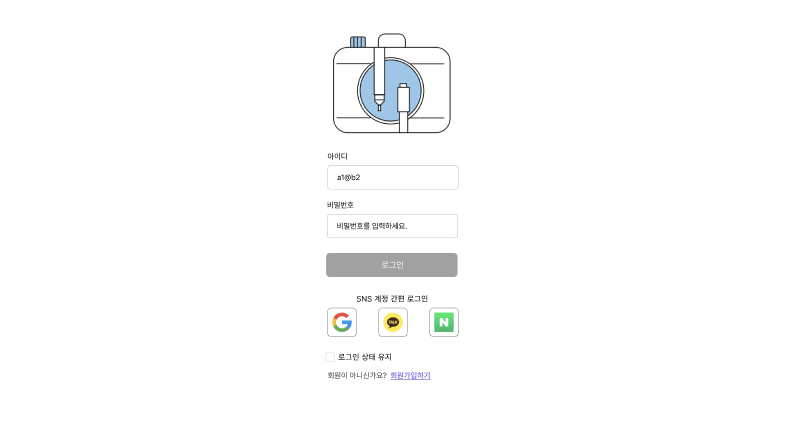 아이디
a1@b2
비밀번호
비밀번호를 입력하세요.
로그인
SNS 계정 간편 로그인
TALK
N
로그인 상태 유지
회원이 아니신가요? 회원가입하기